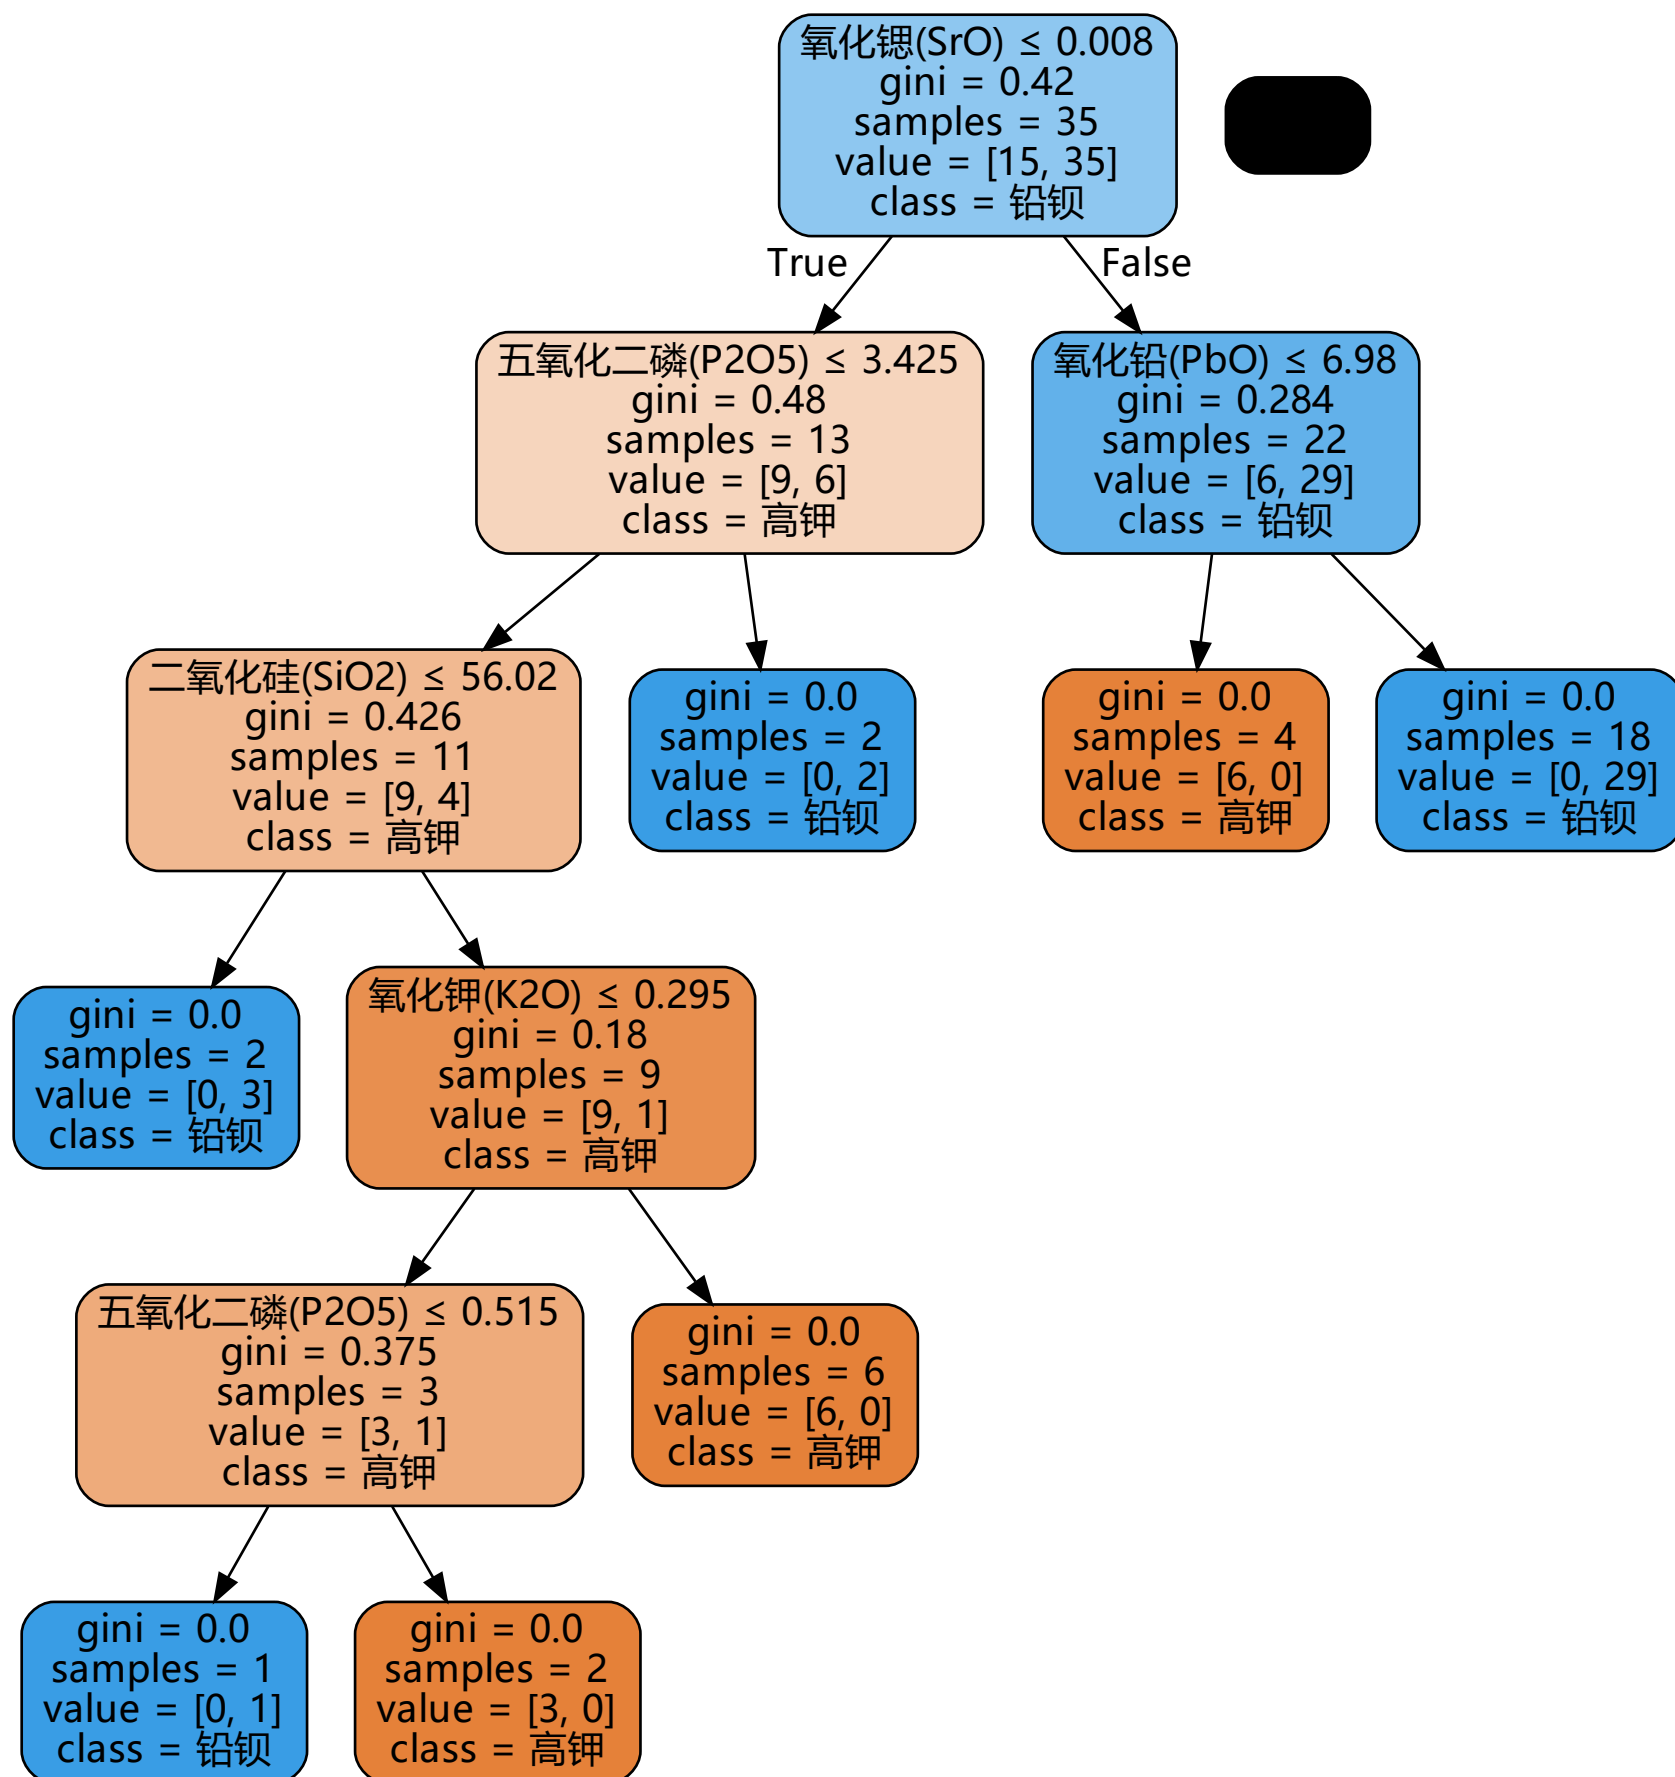 氧化锶(SrO) ≤ 0.008
gini = 0.42
samples = 35
value = [15, 35]
class = 铅钡
True
False
五氧化二磷(P2O5) ≤ 3.425
gini = 0.48
samples = 13
value = [9, 6]
class = 高钾
氧化铅(PbO) ≤ 6.98
gini = 0.284
samples = 22
value = [6, 29]
class = 铅钡
二氧化硅(SiO2) ≤ 56.02
gini = 0.426
samples = 11
value = [9, 4]
class = 高钾
gini = 0.0
samples = 2
value = [0, 2]
class = 铅钡
gini = 0.0
samples = 4
value = [6, 0]
class = 高钾
gini = 0.0
samples = 18
value = [0, 29]
class = 铅钡
gini = 0.0
samples = 2
value = [0, 3]
class = 铅钡
氧化钾(K2O) ≤ 0.295
gini = 0.18
samples = 9
value = [9, 1]
class = 高钾
五氧化二磷(P2O5) ≤ 0.515
gini = 0.375
samples = 3
value = [3, 1]
class = 高钾
gini = 0.0
samples = 6
value = [6, 0]
class = 高钾
gini = 0.0
samples = 1
value = [0, 1]
class = 铅钡
gini = 0.0
samples = 2
value = [3, 0]
class = 高钾